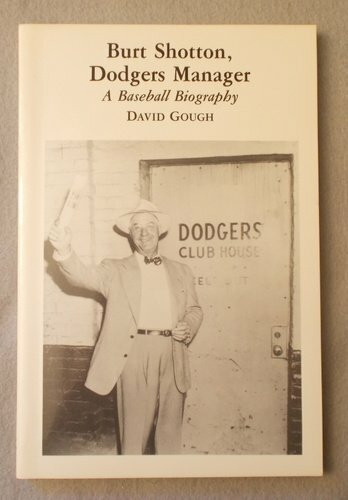 Burt Shotton,
Dodgers Manager
A Baseball Biography
DAVID GOUGH
DODGERS
CLUB HOUSE